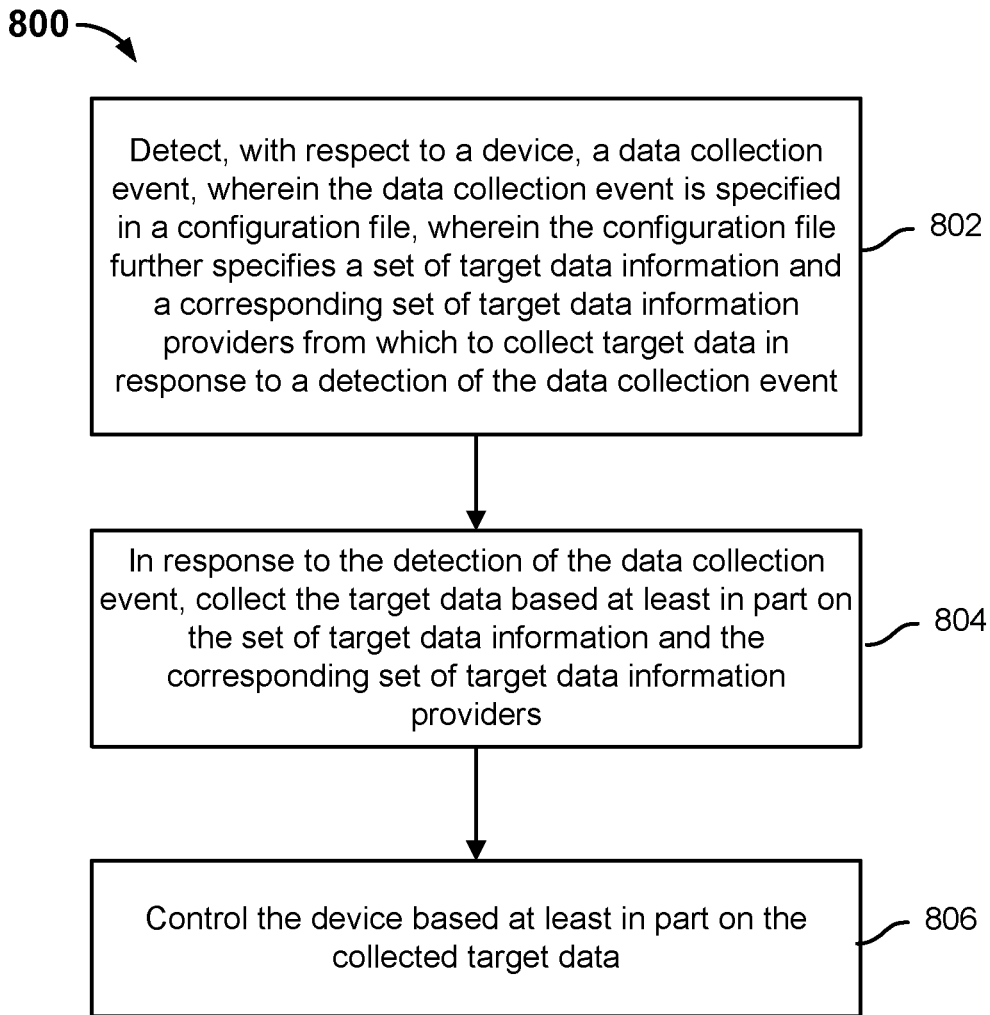 800
Detect, with respect to a device, a data collection
event, wherein the data collection event is specified
in a configuration file, wherein the configuration file
further specifies a set of target data information and
a corresponding set of target data information
providers from which to collect target data in
response to a detection of the data collection event
802
In response to the detection of the data collection
event, collect the target data based at least in part on
the set of target data information and the
corresponding set of target data information
providers
804
Control the device based at least in part on the
collected target data
806